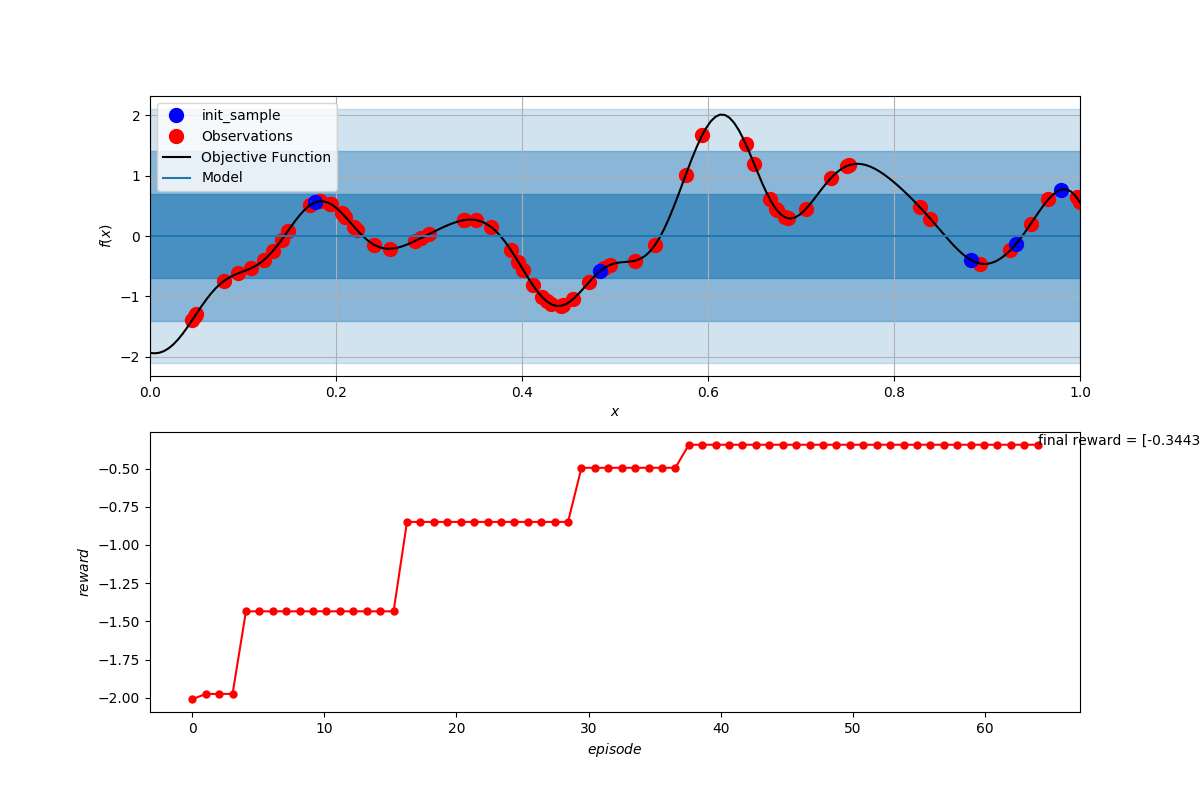 2
1
0
−1
−2
f(x)
init_sample
Observations
Objective Function
Model
0.0 0.2 0.4 0.6 0.8 1.0
x
final reward = [-0.3443
−0.50
−0.75
−1.00
−1.25
−1.50
−1.75
−2.00
reward
0 10 20 30 40 50 60
episode